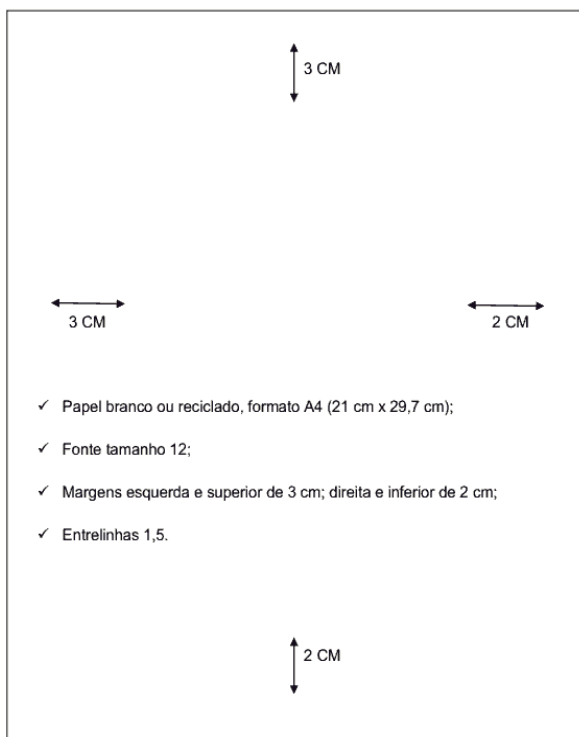 3 CM
3 CM
2 CM
✓ Papel branco ou reciclado, formato A4 (21 cm x 29,7 cm);
✓ Fonte tamanho 12;
✓ Margens esquerda e superior de 3 cm; direita e inferior de 2 cm;
✓ Entrelinhas 1,5.
2 CM